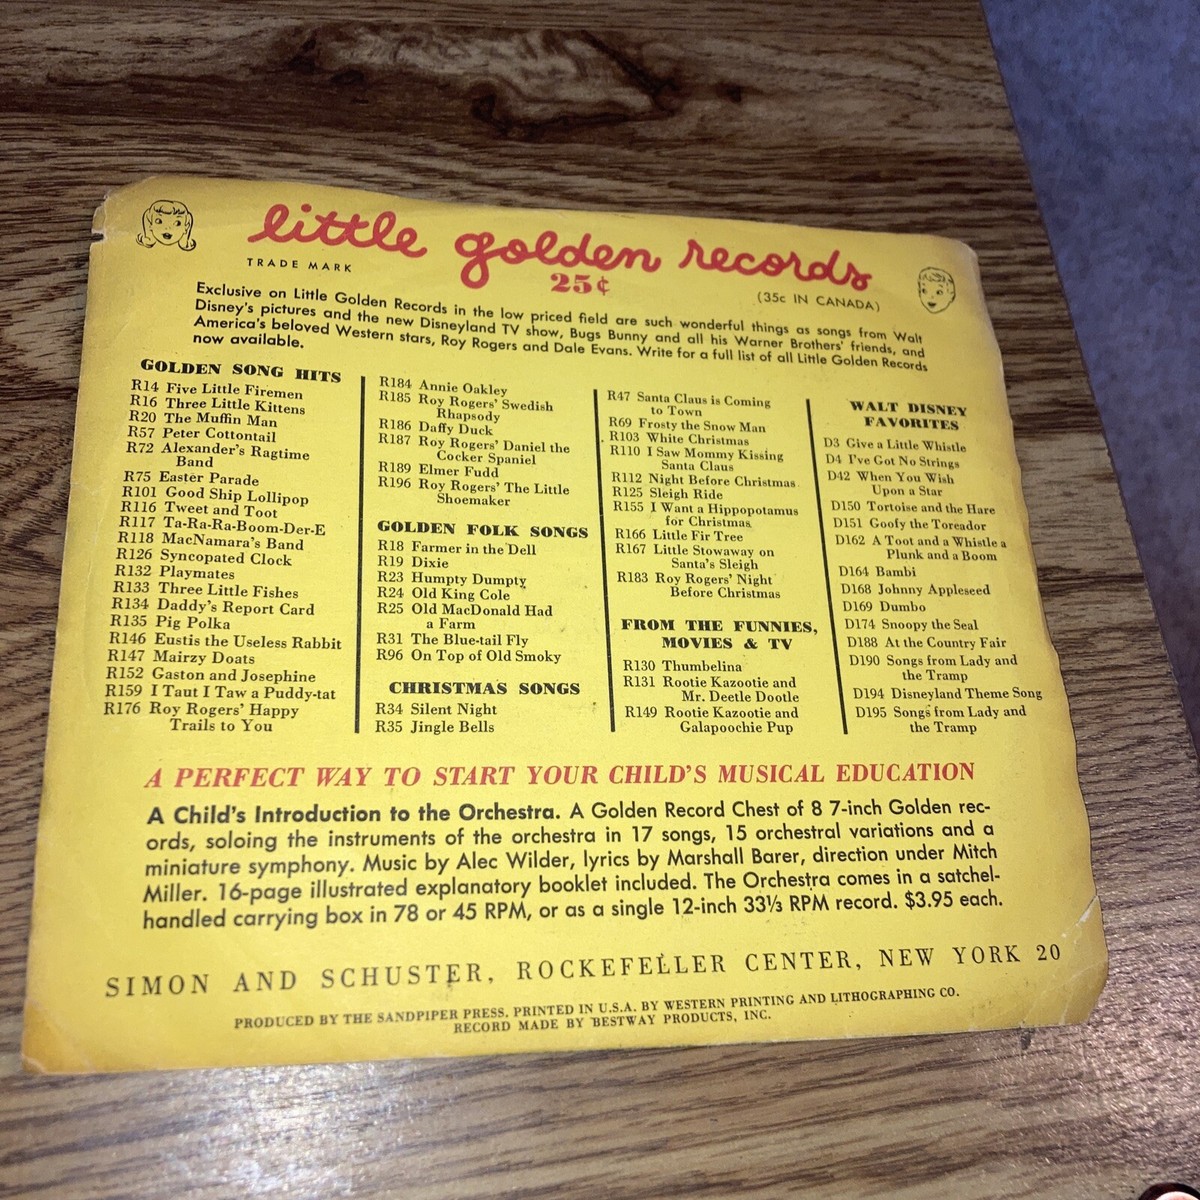 little golden records
TRADE MARK
25¢
(35c IN CANADA)
Exclusive on Little Golden Records in the low priced field are such wonderful things as songs from Walt
Disney's pictures and the new Disneyland TV show, Bugs Bunny and all his Warner Brothers' friends, and
America's beloved Western stars, Roy Rogers and Dale Evans. Write for a full list of all Little Golden Records
now available.
GOLDEN SONG HITS
R14 Five Little Firemen
R16 Three Little Kittens
R20 The Muffin Man
R57 Peter Cottontail
R72 Alexander's Ragtime
Band
R75 Easter Parade
R101 Good Ship Lollipop
R116 Tweet and Toot
R117 Ta-Ra-Ra-Boom-Der-E
R118 MacNamara's Band
R126 Syncopated Clock
R132 Playmates
R133 Three Little Fishes
R134 Daddy's Report Card
R135 Pig Polka
R146 Eustis the Useless Rabbit
R147 Mairzy Doats
R152 Gaston and Josephine
R159 I Taut I Taw a Puddy-tat
R176 Roy Rogers' Happy
Trails to You
R184 Annie Oakley
R185 Roy Rogers' Swedish
Rhapsody
R186 Daffy Duck
R187 Roy Rogers' Daniel the
Cocker Spaniel
R189 Elmer Fudd
R196 Roy Rogers' The Little
Shoemaker
GOLDEN FOLK SONGS
R18 Farmer in the Dell
R19 Dixie
R23 Humpty Dumpty
R24 Old King Cole
R25 Old MacDonald Had
a Farm
R31 The Blue-tail Fly
R96 On Top of Old Smoky
CHRISTMAS SONGS
R34 Silent Night
R35 Jingle Bells
R47 Santa Claus is Coming
to Town
R69 Frosty the Snow Man
R103 White Christmas
R110 I Saw Mommy Kissing
Santa Claus
R112 Night Before Christmas
R125 Sleigh Ride
R155 I Want a Hippopotamus
for Christmas
R166 Little Fir Tree
R167 Little Stowaway on
Santa's Sleigh
R183 Roy Rogers' Night
Before Christmas
FROM THE FUNNIES,
MOVIES & TV
R130 Thumbelina
R131 Rootie Kazootie and
Mr. Deetle Dootle
R149 Rootie Kazootie and
Galapoochie Pup
WALT DISNEY
FAVORITES
D3 Give a Little Whistle
D4 I've Got No Strings
D42 When You Wish
Upon a Star
D150 Tortoise and the Hare
D151 Goofy the Toreador
D162 A Toot and a Whistle a
Plunk and a Boom
D164 Bambi
D168 Johnny Appleseed
D169 Dumbo
D174 Snoopy the Seal
D188 At the Country Fair
D190 Songs from Lady and
the Tramp
D194 Disneyland Theme Song
D195 Songs from Lady and
the Tramp
A PERFECT WAY TO START YOUR CHILD'S MUSICAL EDUCATION
A Child's Introduction to the Orchestra. A Golden Record Chest of 8 7-inch Golden rec-
ords, soloing the instruments of the orchestra in 17 songs, 15 orchestral variations and a
miniature symphony. Music by Alec Wilder, lyrics by Marshall Barer, direction under Mitch
Miller. 16-page illustrated explanatory booklet included. The Orchestra comes in a satchel-
handled carrying box in 78 or 45 RPM, or as a single 12-inch 33⅓ RPM record. $3.95 each.
SIMON AND SCHUSTER, ROCKEFELLER CENTER, NEW YORK 20
PRODUCED BY THE SANDPIPER PRESS. PRINTED IN U.S.A. BY WESTERN PRINTING AND LITHOGRAPHING CO.
RECORD MADE BY BESTWAY PRODUCTS, INC.